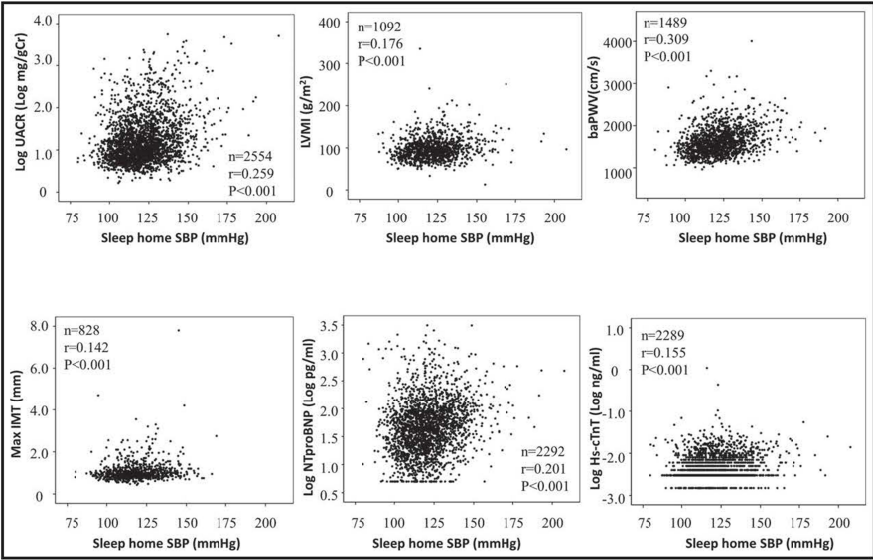 4.0
3.0
2.0
1.0
0
Log UACR (Log mg/gCr)
n=2554
r=0.259
P<0.001
75 100 125 150 175 200
Sleep home SBP (mmHg)
400
300
200
100
0
LVMI (g/m²)
n=1092
r=0.176
P<0.001
75 100 125 150 175 200
Sleep home SBP (mmHg)
4000
3000
2000
1000
baPWV(cm/s)
n=1489
r=0.309
P<0.001
75 100 125 150 175 200
Sleep home SBP (mmHg)
8.0
6.0
4.0
2.0
0
Max IMT (mm)
n=828
r=0.142
P<0.001
75 100 125 150 175 200
Sleep home SBP (mmHg)
3.5
3.0
2.5
2.0
1.5
1.0
0.5
Log NTproBNP (Log pg/ml)
n=2292
r=0.201
P<0.001
75 100 125 150 175 200
Sleep home SBP (mmHg)
1.0
0
-1.0
-2.0
-3.0
Log Hs-cTnT (Log ng/ml)
n=2289
r=0.155
P<0.001
75 100 125 150 175 200
Sleep home SBP (mmHg)